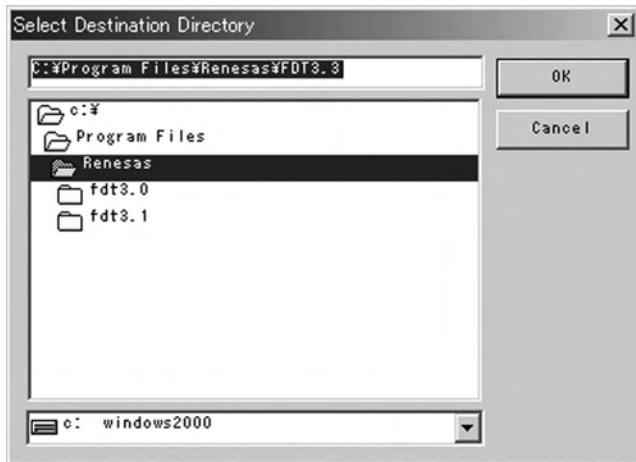 Select Destination Directory
C:¥Program Files¥Renesas¥FDT3.3
OK
c:¥
Cancel
Program Files
Renesas
fdt3.0
fdt3.1
c: windows2000